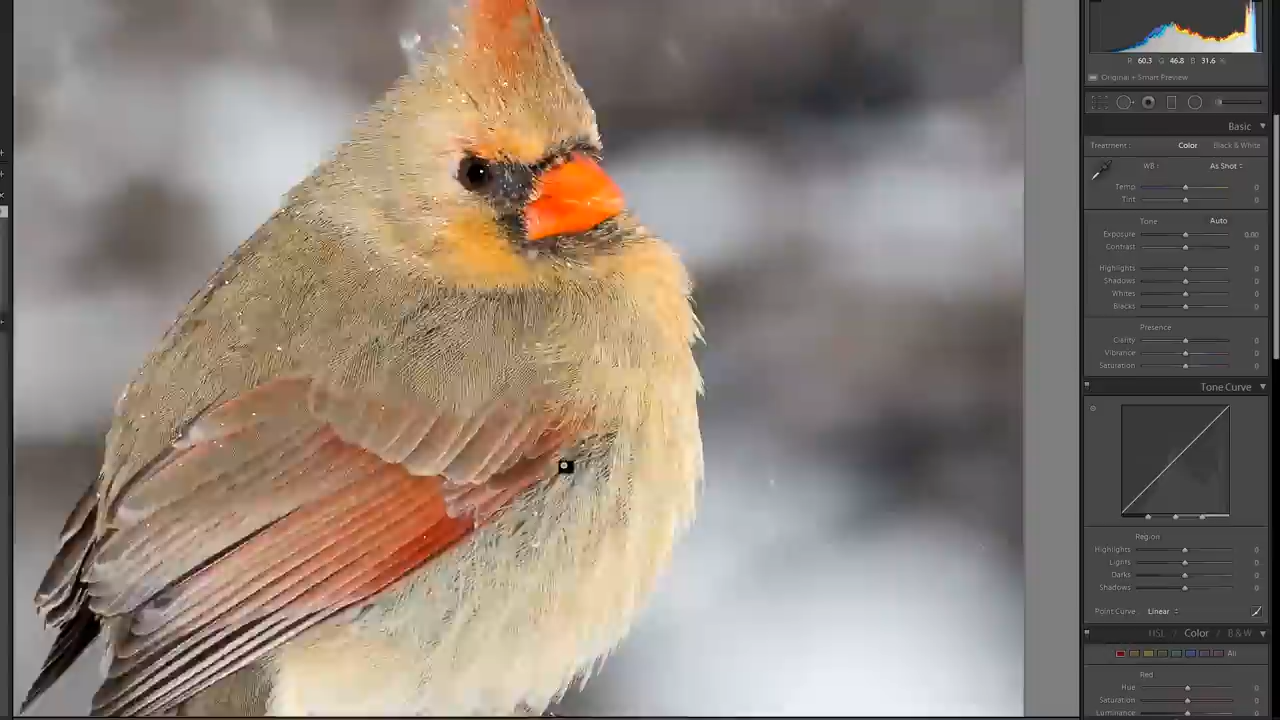 R 60.3 G 46.8 B 31.6 %
Original + Smart Preview
Basic
Treatment : Color Black & White
WB : As Shot
Temp 0
Tint 0
Tone Auto
Exposure 0.00
Contrast 0
Highlights 0
Shadows 0
Whites 0
Blacks 0
Presence
Clarity 0
Vibrance 0
Saturation 0
Tone Curve
Region
Highlights 0
Lights 0
Darks 0
Shadows 0
Point Curve : Linear
HSL / Color / B & W
All
Red
Hue 0
Saturation 0
Luminance 0